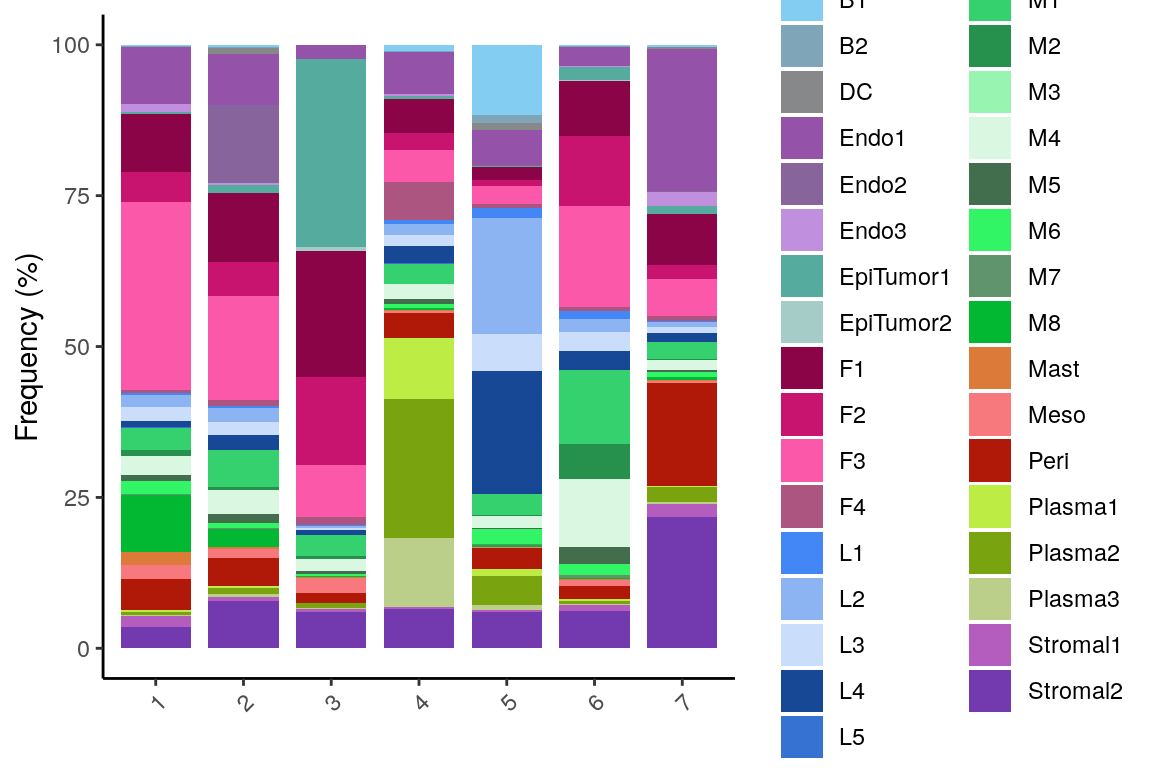 Frequency (%)
100
75
50
25
0
1
2
3
4
5
6
7
B1
B2
DC
Endo1
Endo2
Endo3
EpiTumor1
EpiTumor2
F1
F2
F3
F4
L1
L2
L3
L4
L5
M1
M2
M3
M4
M5
M6
M7
M8
Mast
Meso
Peri
Plasma1
Plasma2
Plasma3
Stromal1
Stromal2